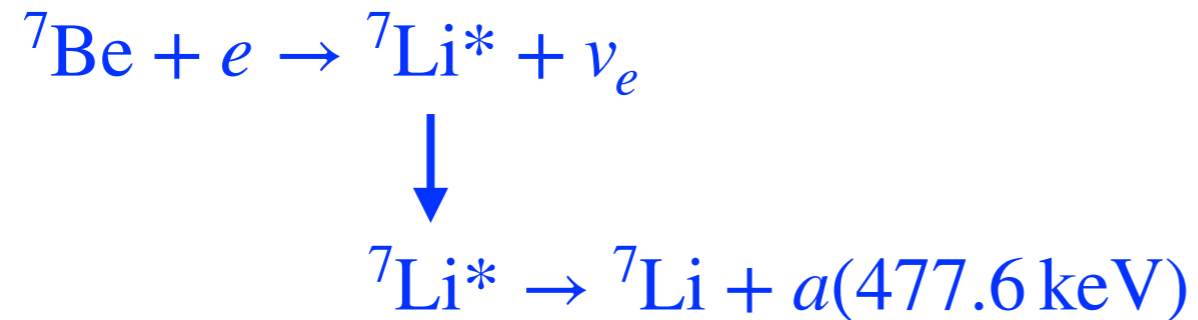 ⁷Be + e → ⁷Li* + νₑ
⁷Li* → ⁷Li + a(477.6 keV)